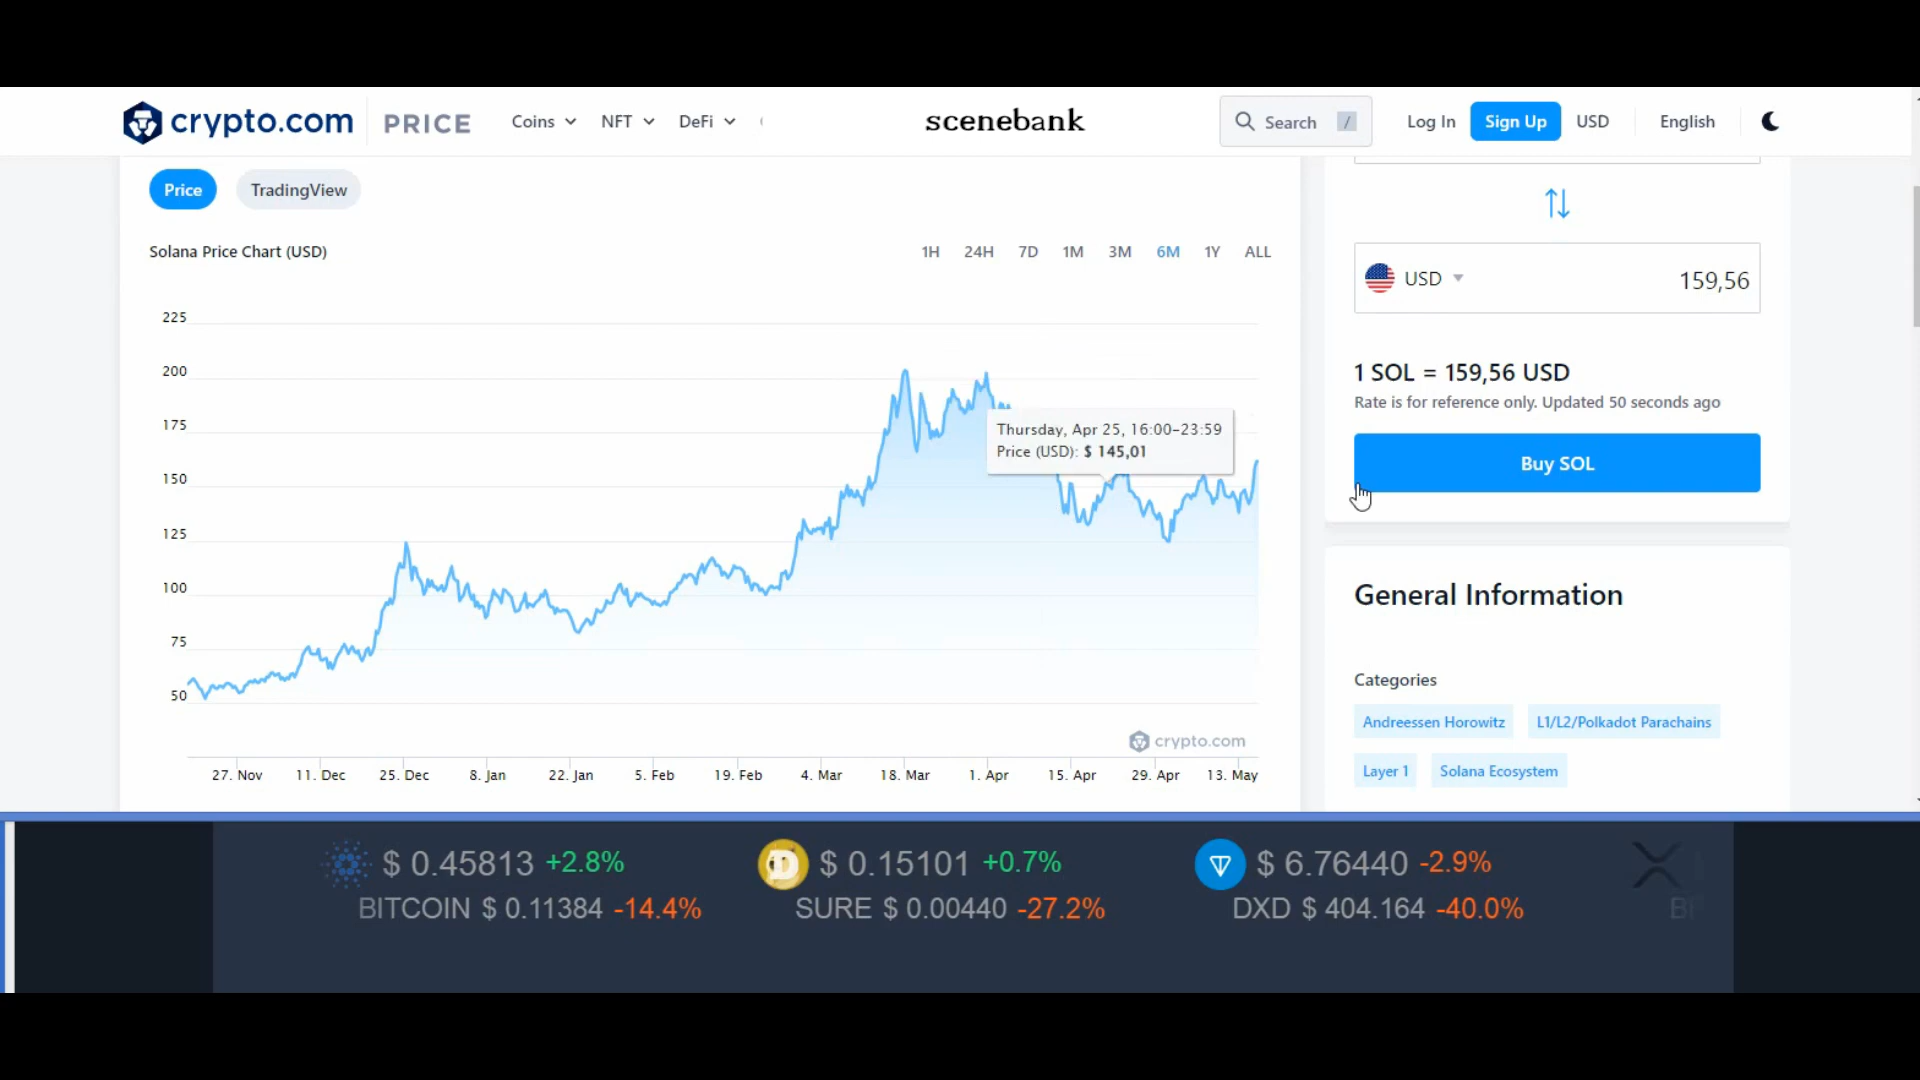 crypto.com PRICE Coins NFT DeFi scenebank Search / Log In Sign Up USD English
Price TradingView
Solana Price Chart (USD) 1H 24H 7D 1M 3M 6M 1Y ALL
225
200
175
150
125
100
75
50
Thursday, Apr 25, 16:00–23:59
Price (USD): $ 145,01
crypto.com
27. Nov 11. Dec 25. Dec 8. Jan 22. Jan 5. Feb 19. Feb 4. Mar 18. Mar 1. Apr 15. Apr 29. Apr 13. May
USD 159,56
1 SOL = 159,56 USD
Rate is for reference only. Updated 50 seconds ago
Buy SOL
General Information
Categories
Andreessen Horowitz L1/L2/Polkadot Parachains
Layer 1 Solana Ecosystem
$ 0.45813 +2.8% $ 0.15101 +0.7% $ 6.76440 -2.9%
BITCOIN $ 0.11384 -14.4% SURE $ 0.00440 -27.2% DXD $ 404.164 -40.0%